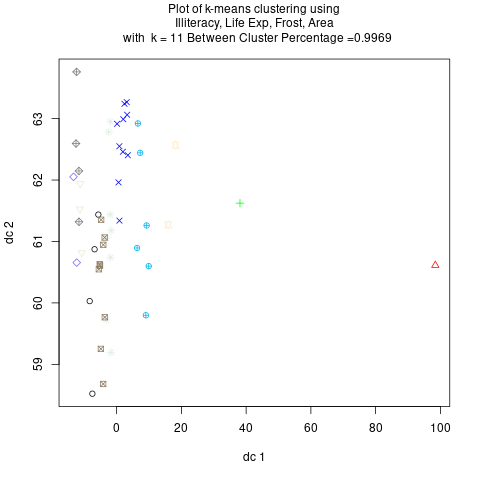 Plot of k-means clustering using
Illiteracy, Life Exp, Frost, Area
with  k = 11 Between Cluster Percentage =0.9969
63
62
61
60
59
dc 2
0 20 40 60 80 100
dc 1